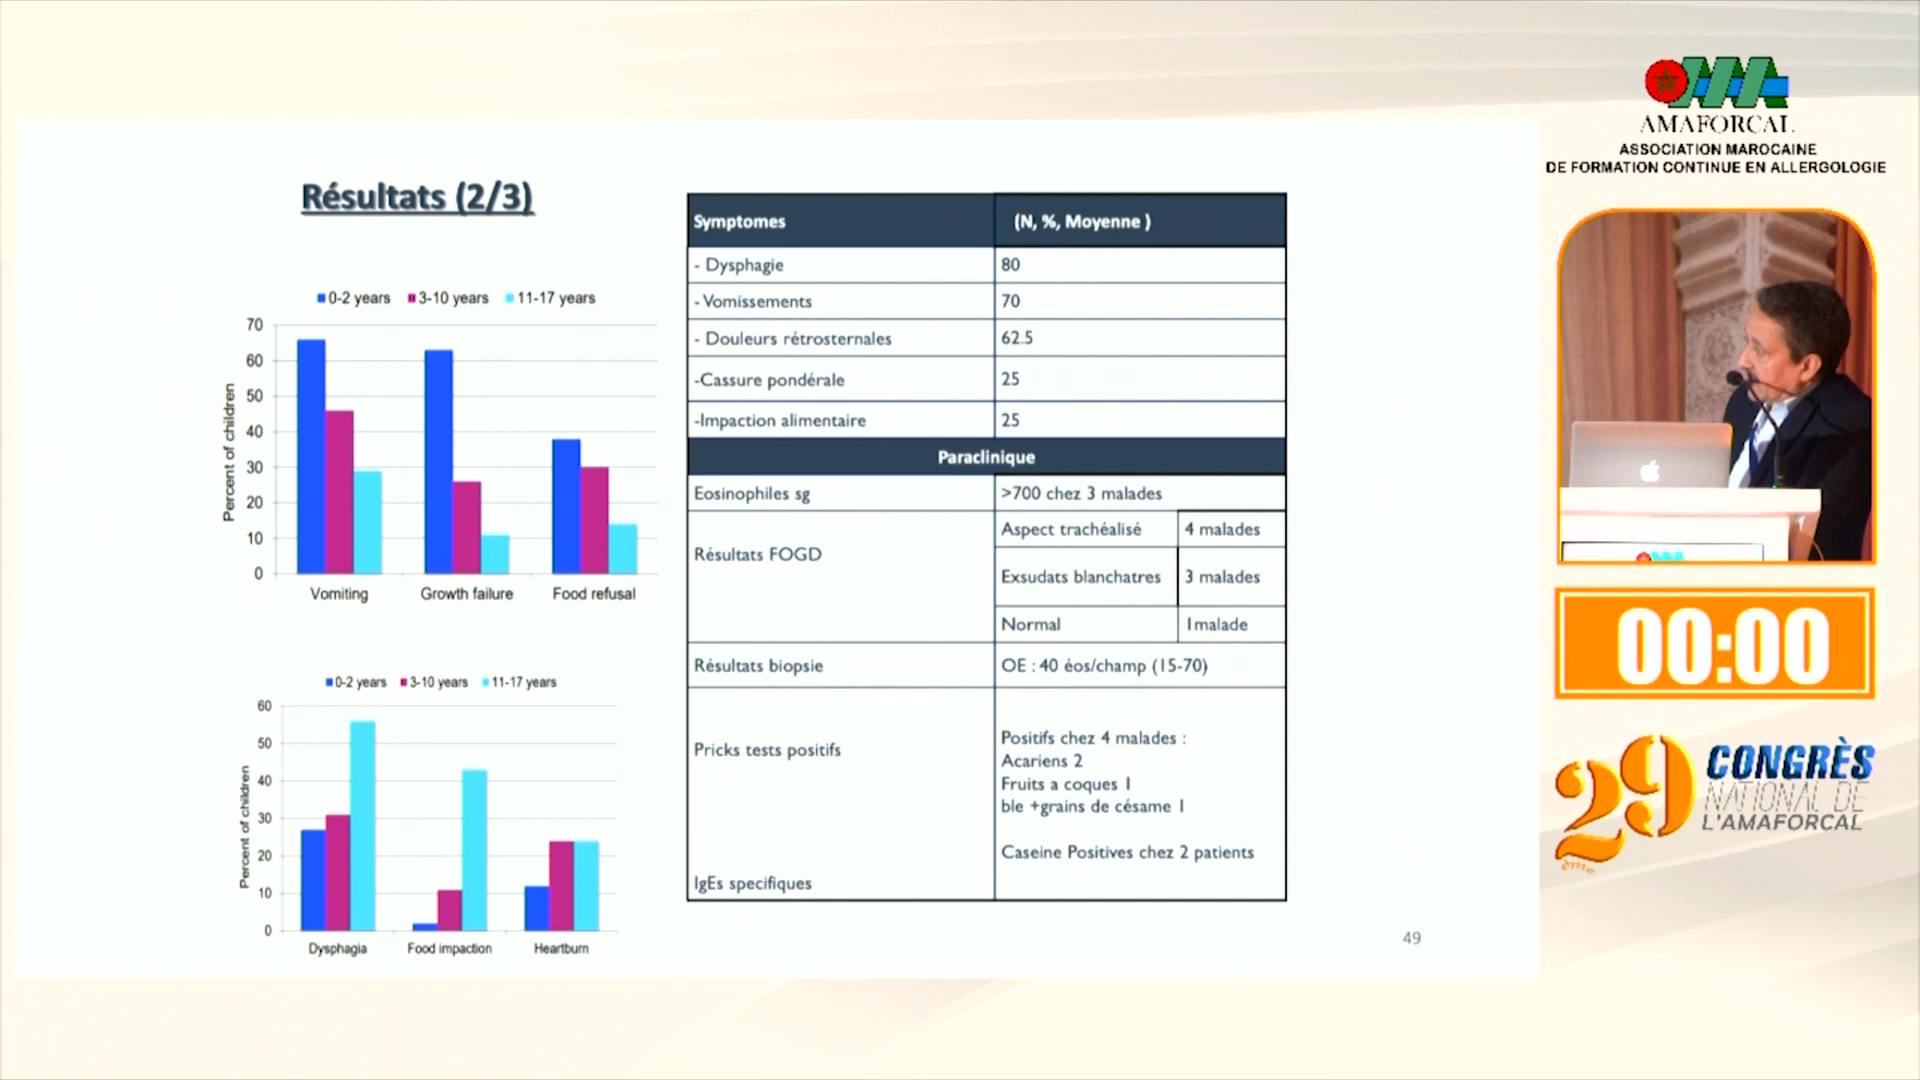 AMAFORCAL
ASSOCIATION MAROCAINE
DE FORMATION CONTINUE EN ALLERGOLOGIE
Résultats (2/3)
0-2 years 3-10 years 11-17 years
Percent of children
70
60
50
40
30
20
10
0
Vomiting Growth failure Food refusal
0-2 years 3-10 years 11-17 years
Percent of children
60
50
40
30
20
10
0
Dysphagia Food impaction Heartburn
Symptomes (N, %, Moyenne )
- Dysphagie 80
- Vomissements 70
- Douleurs rétrosternales 62.5
-Cassure pondérale 25
-Impaction alimentaire 25
Paraclinique
Eosinophiles sg >700 chez 3 malades
Résultats FOGD
Aspect trachéalisé 4 malades
Exsudats blanchatres 3 malades
Normal 1malade
Résultats biopsie OE : 40 éos/champ (15-70)
Pricks tests positifs
Positifs chez 4 malades :
Acariens 2
Fruits a coques 1
ble +grains de césame 1
Caseine Positives chez 2 patients
IgEs specifiques
49
00:00
29
ème
CONGRÈS
NATIONAL DE
L'AMAFORCAL